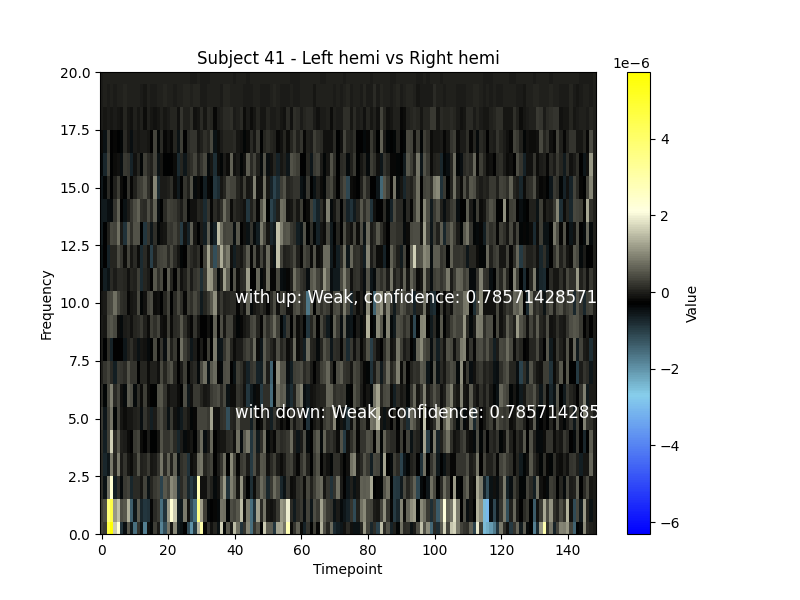 Subject 41 - Left hemi vs Right hemi
1e−6
20.0
17.5
15.0
12.5
10.0
7.5
5.0
2.5
0.0
Frequency
with up: Weak, confidence: 0.78571428571
with down: Weak, confidence: 0.785714285
0 20 40 60 80 100 120 140
Timepoint
4
2
0
−2
−4
−6
Value